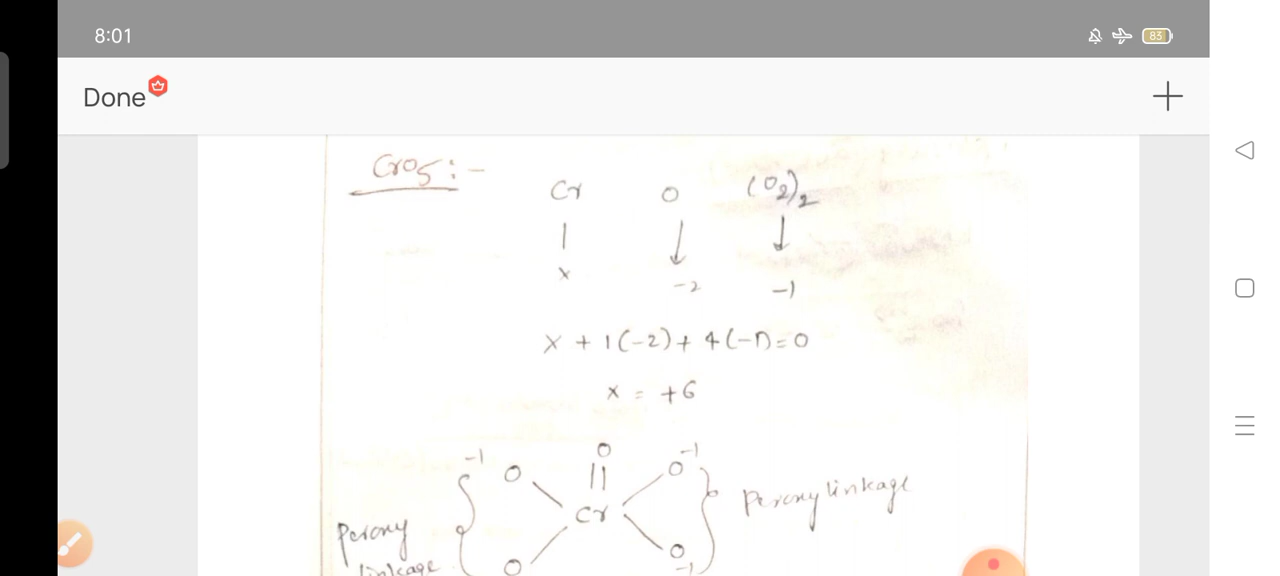 8:01
83
Done
CrO5 :-
Cr O (O2)2
x -2 -1
x + 1(-2) + 4(-1) = 0
x = +6
O
-1 O O -1
Cr
Peroxy linkage
Peroxy
linkage
O O
-1